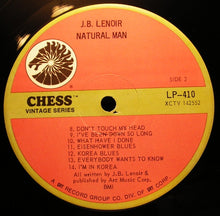 J.B. LENOIR
NATURAL MAN
SIDE 2
CHESS
VINTAGE SERIES
LP-410
XCTV 142552
8. DON'T TOUCH MY HEAD
9. I'VE BEEN DOWN SO LONG
10. WHAT HAVE I DONE
11. EISENHOWER BLUES
12. KOREA BLUES
13. EVERYBODY WANTS TO KNOW
14. I'M IN KOREA
All written by J.B. Lenoir &
published by Arc Music Corp.
BMI
A GRT RECORD GROUP CO. DIV. OF GRT CORP.